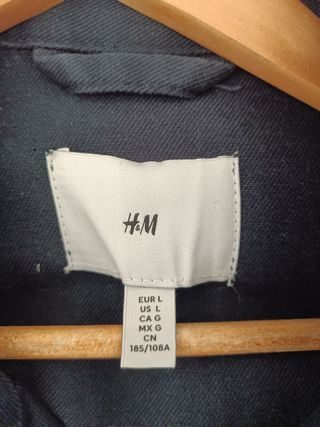 H&M
EUR L
US L
CA G
MX G
CN
185/108A